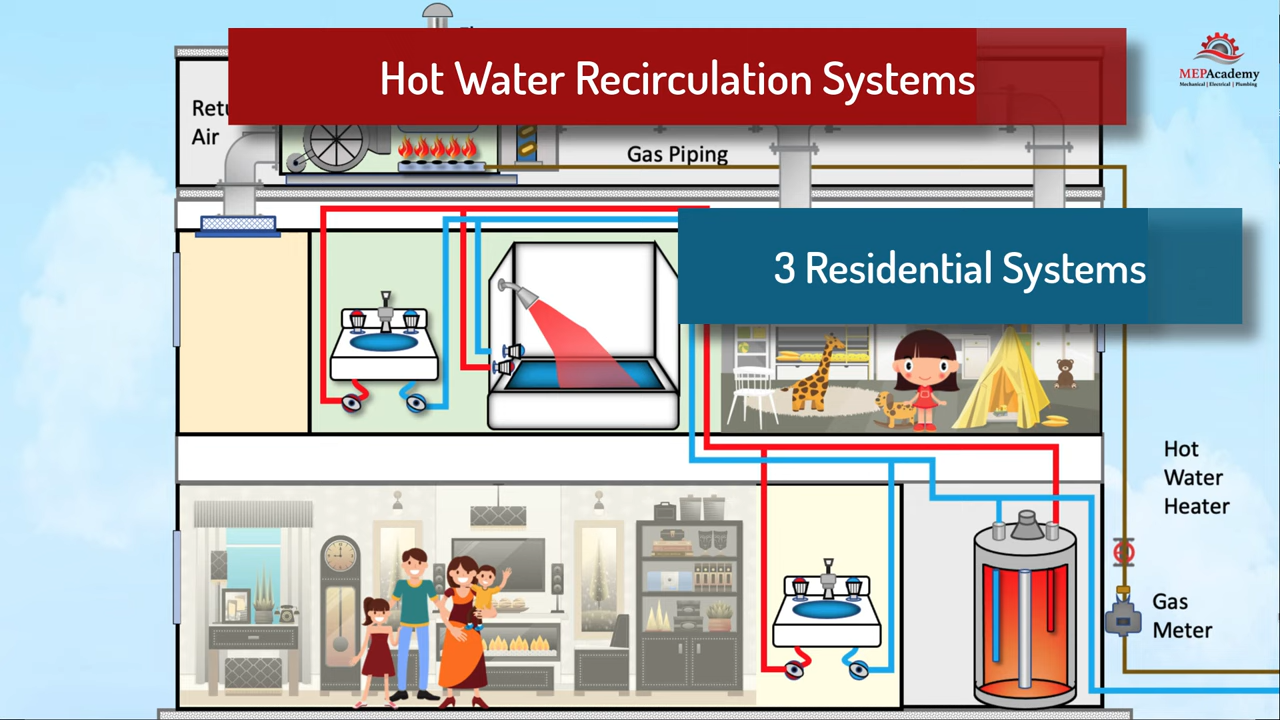 Hot Water Recirculation Systems
MEPAcademy
Mechanical | Electrical | Plumbing
Air
Gas Piping
3 Residential Systems
Hot
Water
Heater
Gas
Meter